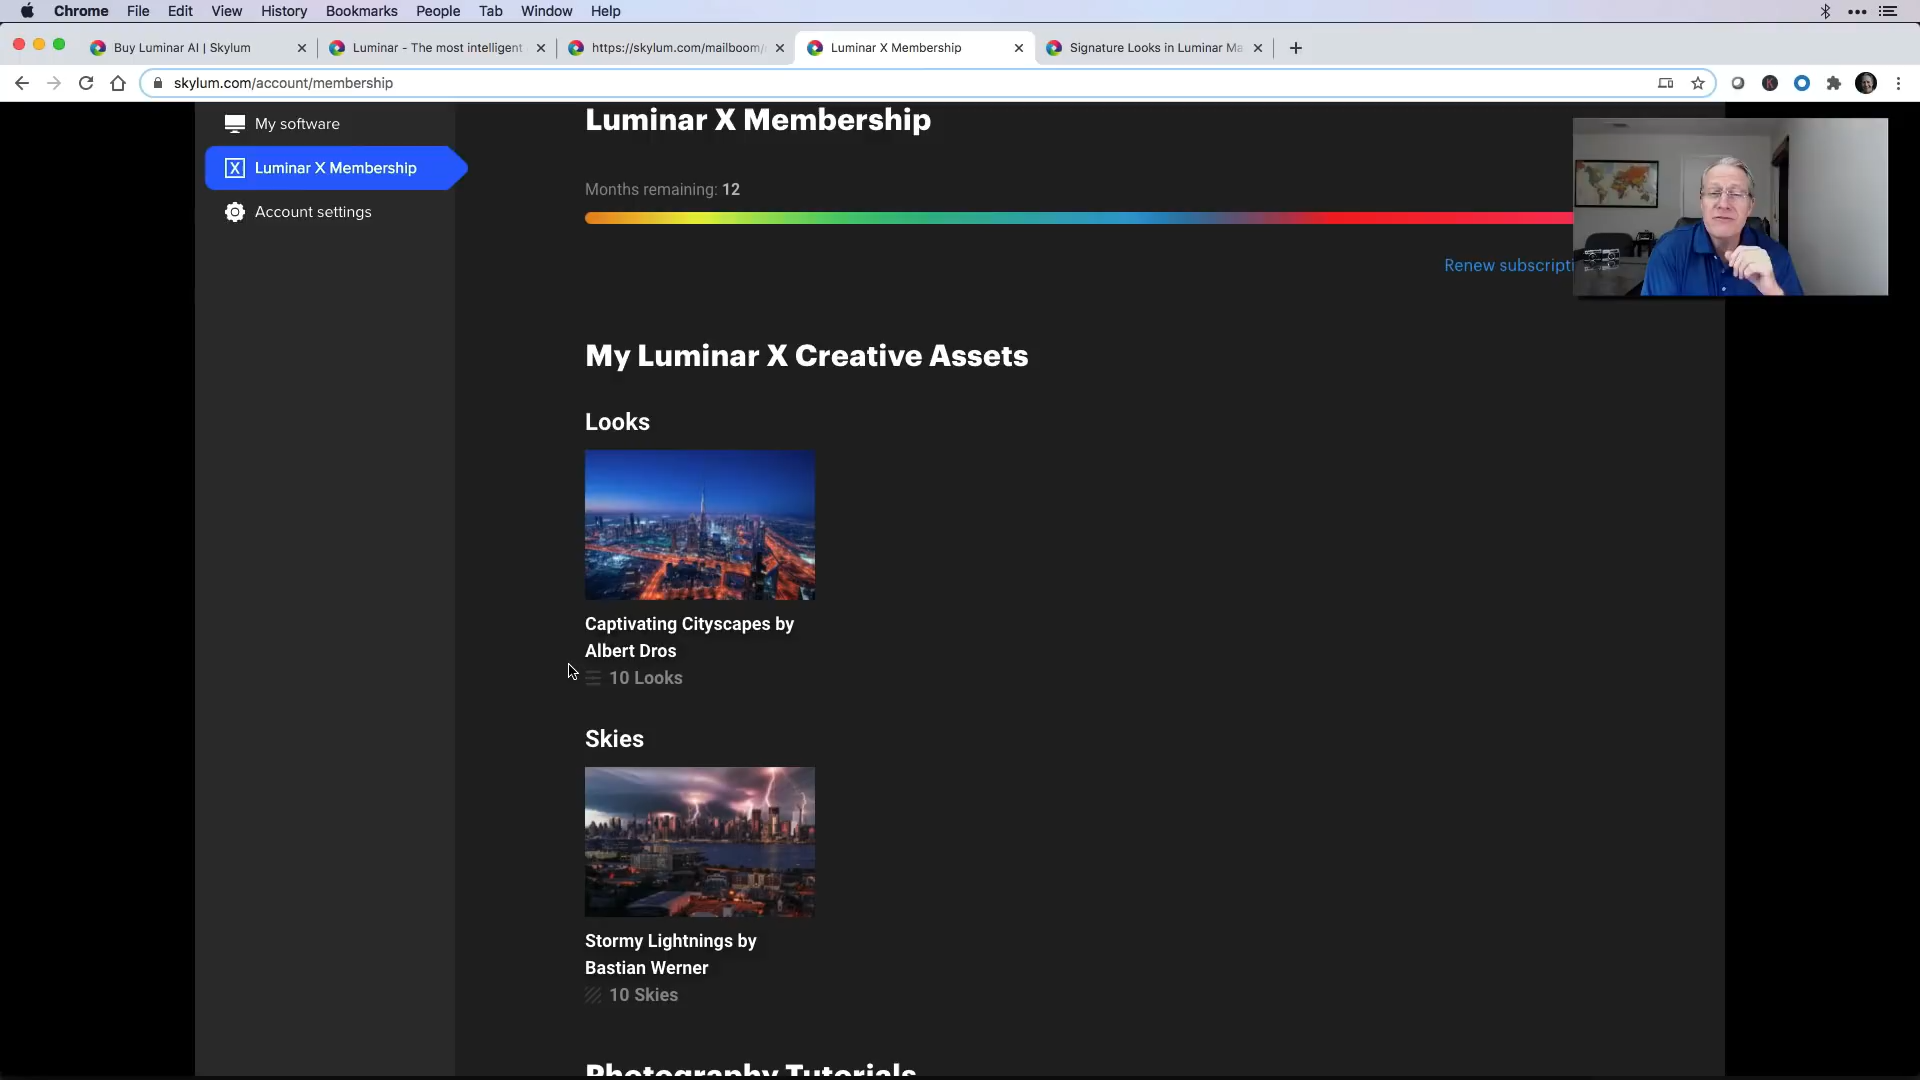 Chrome File Edit View History Bookmarks People Tab Window Help
Buy Luminar AI | Skylum
Luminar - The most intelligent
https://skylum.com/mailboom/
Luminar X Membership
Signature Looks in Luminar Ma
skylum.com/account/membership
K
My software
X Luminar X Membership
Account settings
Luminar X Membership
Months remaining: 12
Renew subscripti
My Luminar X Creative Assets
Looks
Captivating Cityscapes by
Albert Dros
10 Looks
Skies
Stormy Lightnings by
Bastian Werner
10 Skies
Photography Tutorials